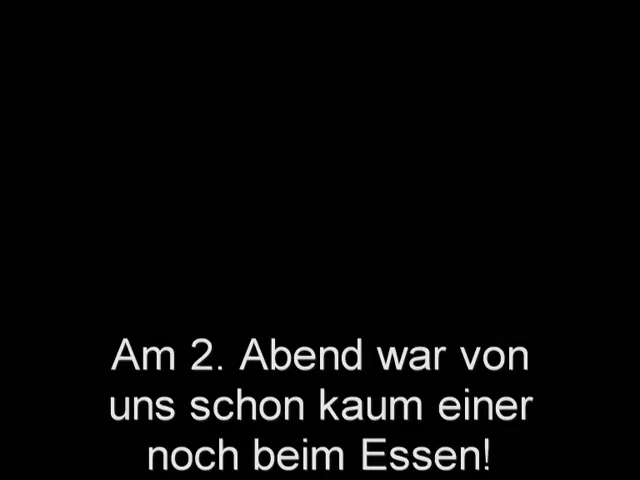 Am 2. Abend war von
uns schon kaum einer
noch beim Essen!